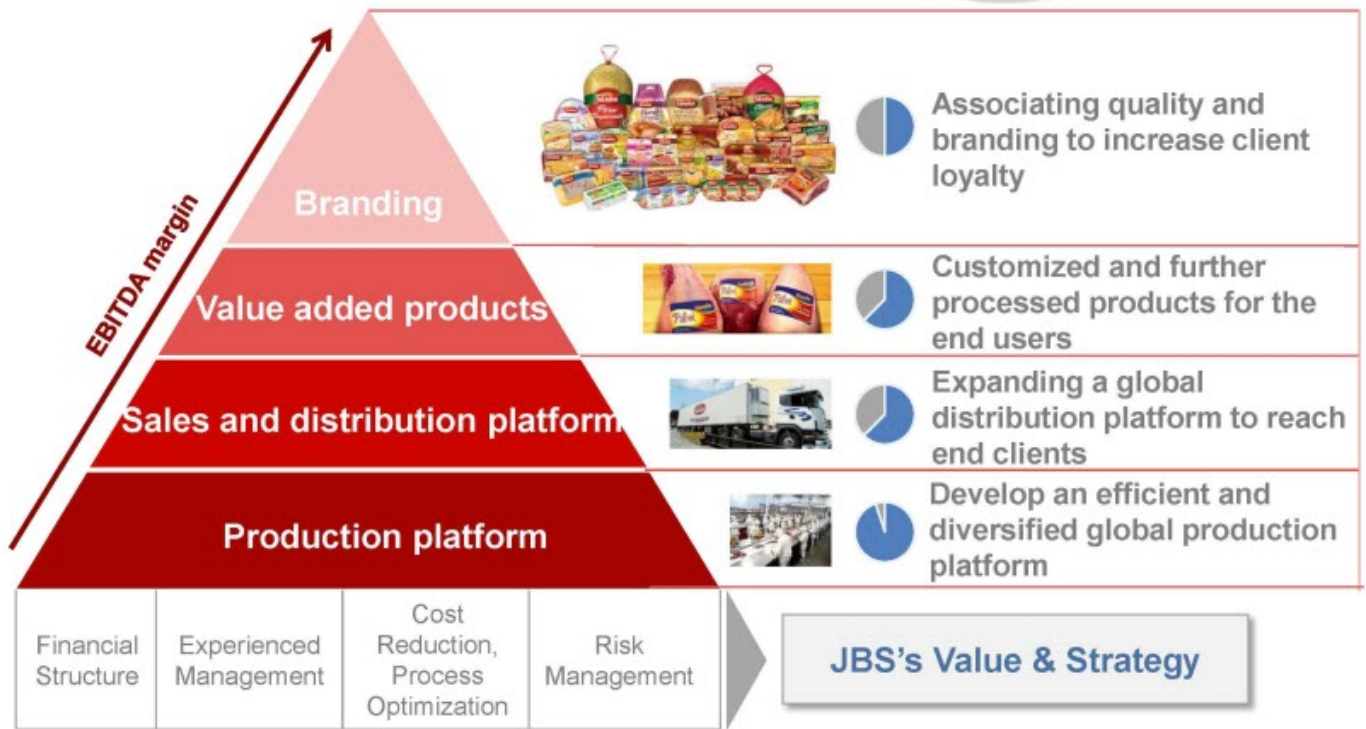 EBITDA margin
Branding
Associating quality and
branding to increase client
loyalty
Value added products
Customized and further
processed products for the
end users
Sales and distribution platform
Expanding a global
distribution platform to reach
end clients
Production platform
Develop an efficient and
diversified global production
platform
Financial
Structure
Experienced
Management
Cost
Reduction,
Process
Optimization
Risk
Management
JBS's Value & Strategy